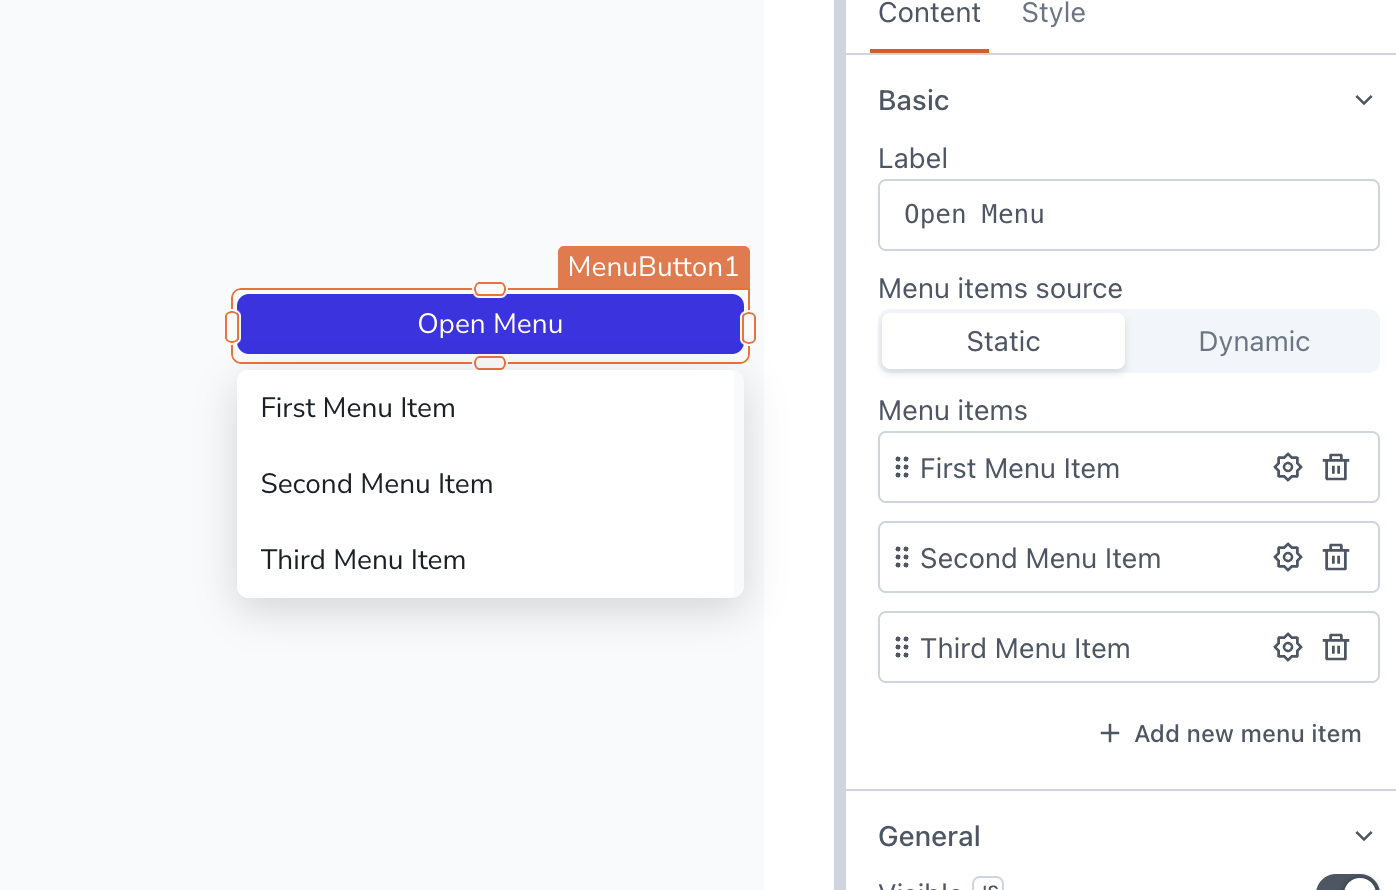 Content Style
Basic
Label
Open Menu
Menu items source
Static Dynamic
Menu items
First Menu Item
Second Menu Item
Third Menu Item
Add new menu item
General
Visible JS
MenuButton1
Open Menu
First Menu Item
Second Menu Item
Third Menu Item